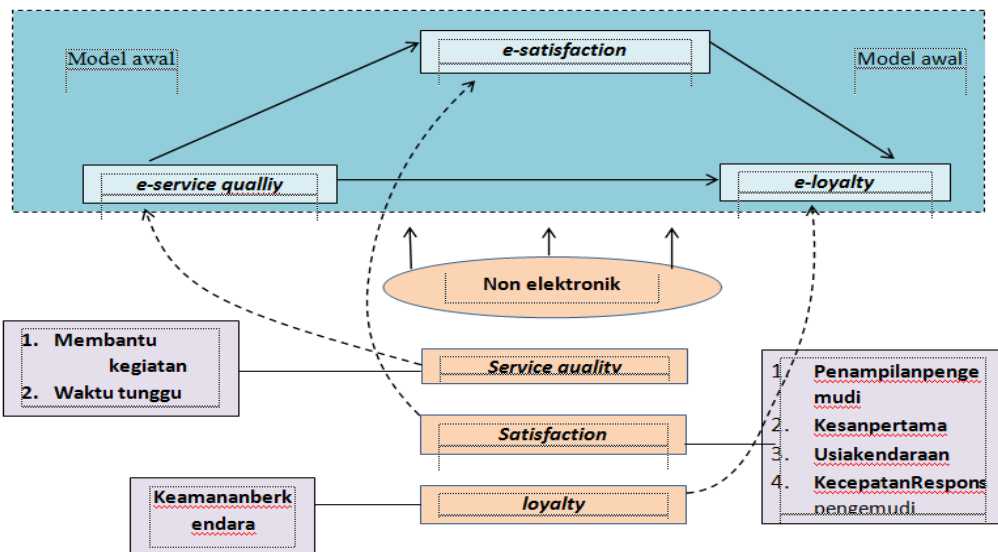 e-satisfaction
Model awal
Model awal
e-service qualliy
e-loyalty
Non elektronik
1. Membantu
kegiatan
2. Waktu tunggu
Service quality
Satisfaction
loyalty
Keamananberk
endara
1. Penampilanpenge
mudi
2. Kesanpertama
3. Usiakendaraan
4. KecepatanRespons
pengemudi